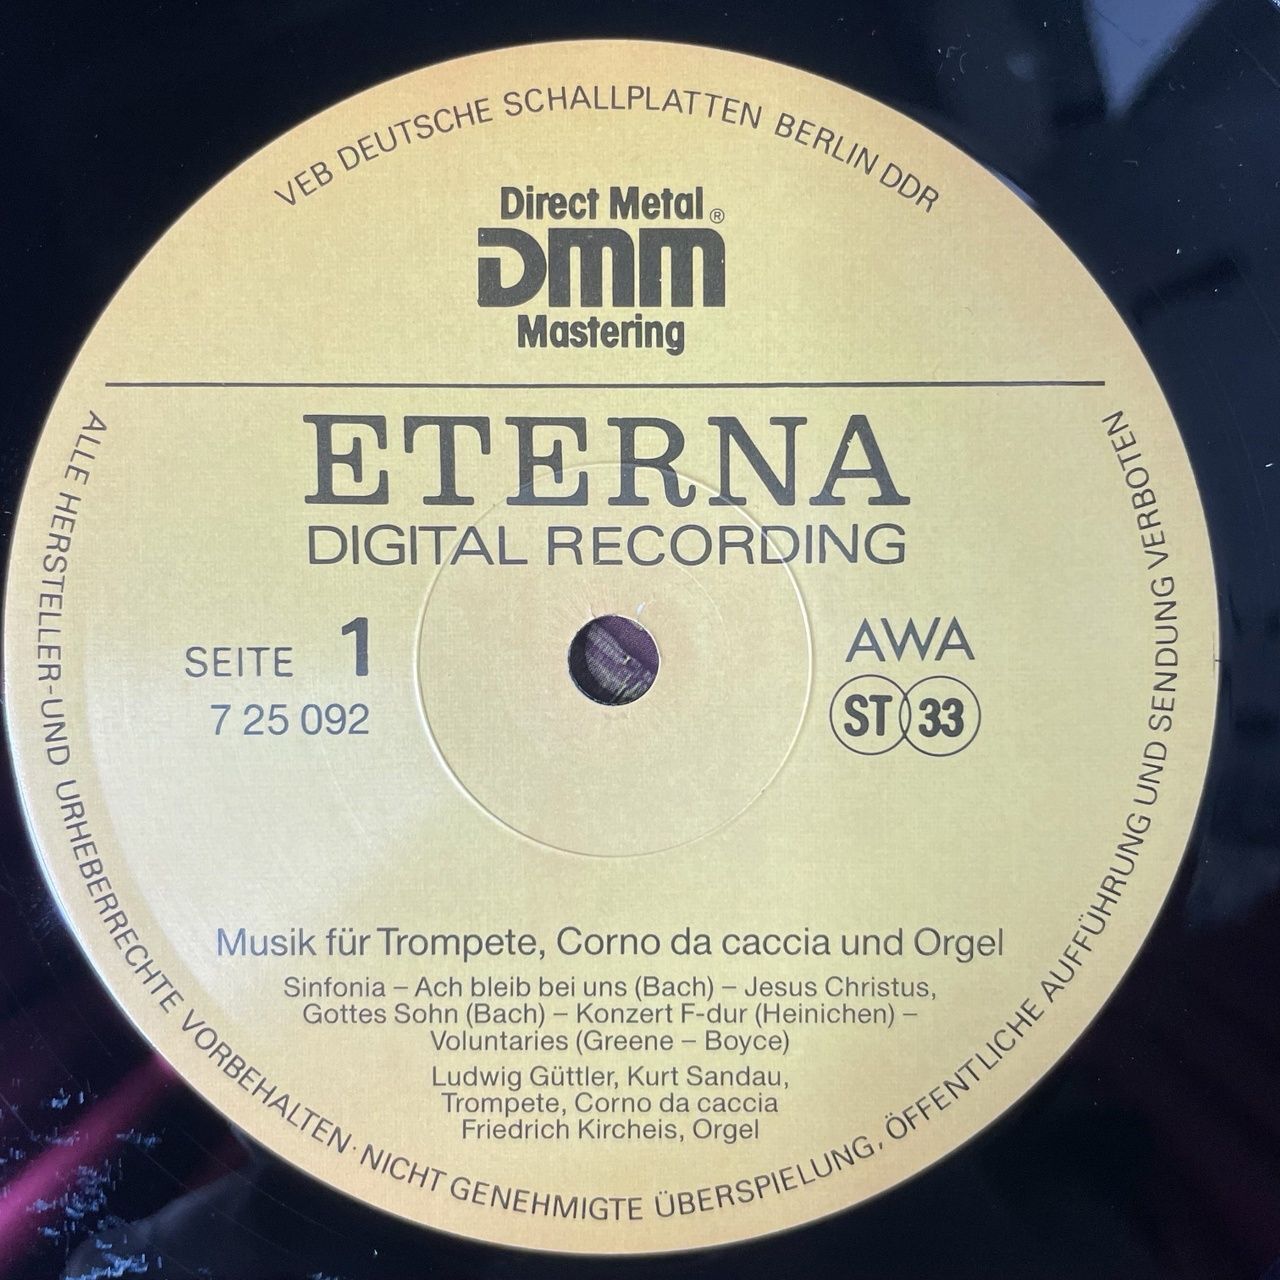 VEB DEUTSCHE SCHALLPLATTEN BERLIN DDR
Direct Metal ®
DMM
Mastering
ETERNA
DIGITAL RECORDING
SEITE 1
7 25 092
AWA
ST 33
Musik für Trompete, Corno da caccia und Orgel
Sinfonia – Ach bleib bei uns (Bach) – Jesus Christus,
Gottes Sohn (Bach) – Konzert F-dur (Heinichen) –
Voluntaries (Greene – Boyce)
Ludwig Güttler, Kurt Sandau,
Trompete, Corno da caccia
Friedrich Kircheis, Orgel
ALLE HERSTELLER-UND URHEBERRECHTE VORBEHALTEN · NICHT GENEHMIGTE ÜBERSPIELUNG, ÖFFENTLICHE AUFFÜHRUNG UND SENDUNG VERBOTEN